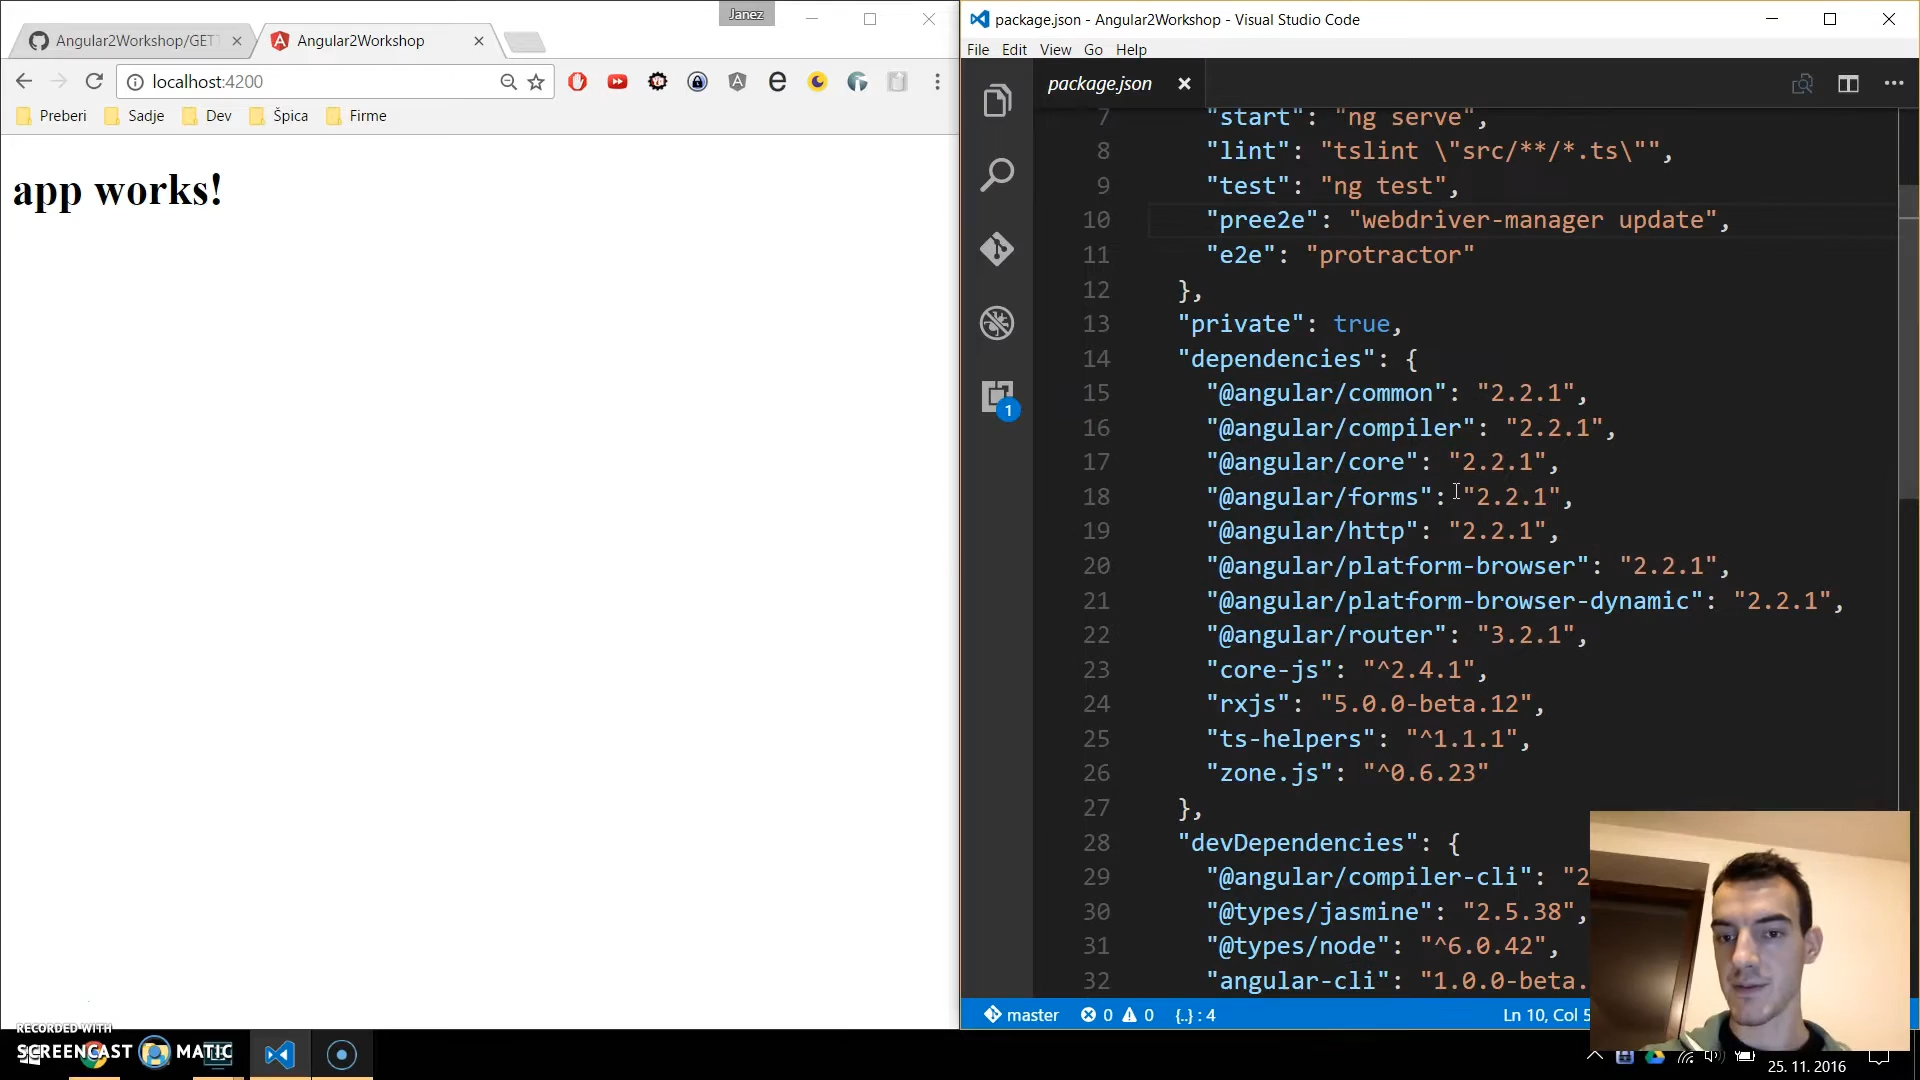 Janez
Angular2Workshop/GET
Angular2Workshop
localhost:4200
Preberi
Sadje
Dev
Špica
Firme
app works!
package.json - Angular2Workshop - Visual Studio Code
File Edit View Go Help
package.json
7 "start": "ng serve",
8 "lint": "tslint \"src/**/*.ts\"",
9 "test": "ng test",
10 "pree2e": "webdriver-manager update",
11 "e2e": "protractor"
12 },
13 "private": true,
14 "dependencies": {
15 "@angular/common": "2.2.1",
16 "@angular/compiler": "2.2.1",
17 "@angular/core": "2.2.1",
18 "@angular/forms": "2.2.1",
19 "@angular/http": "2.2.1",
20 "@angular/platform-browser": "2.2.1",
21 "@angular/platform-browser-dynamic": "2.2.1",
22 "@angular/router": "3.2.1",
23 "core-js": "^2.4.1",
24 "rxjs": "5.0.0-beta.12",
25 "ts-helpers": "^1.1.1",
26 "zone.js": "^0.6.23"
27 },
28 "devDependencies": {
29 "@angular/compiler-cli": "2
30 "@types/jasmine": "2.5.38",
31 "@types/node": "^6.0.42",
32 "angular-cli": "1.0.0-beta.
1
master 0 0 {..} : 4
Ln 10, Col 5
RECORDED WITH
SCREENCAST MATIC
25. 11. 2016